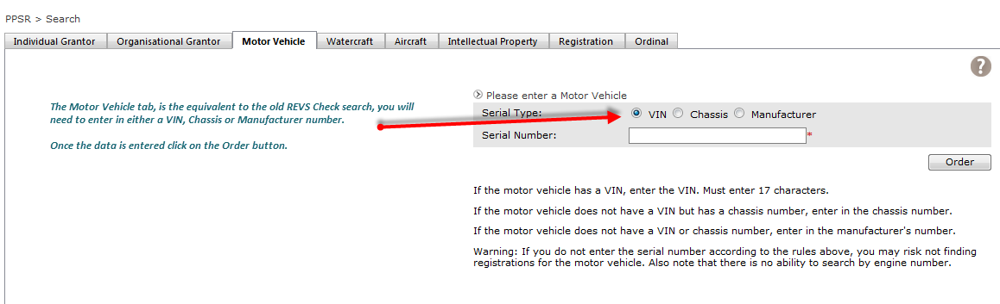 PPSR > Search
Individual Grantor Organisational Grantor Motor Vehicle Watercraft Aircraft Intellectual Property Registration Ordinal
?
The Motor Vehicle tab, is the equivalent to the old REVS Check search, you will
need to enter in either a VIN, Chassis or Manufacturer number.
Once the data is entered click on the Order button.
Please enter a Motor Vehicle
Serial Type: VIN Chassis Manufacturer
Serial Number: *
Order
If the motor vehicle has a VIN, enter the VIN. Must enter 17 characters.
If the motor vehicle does not have a VIN but has a chassis number, enter in the chassis number.
If the motor vehicle does not have a VIN or chassis number, enter in the manufacturer's number.
Warning: If you do not enter the serial number according to the rules above, you may risk not finding
registrations for the motor vehicle. Also note that there is no ability to search by engine number.